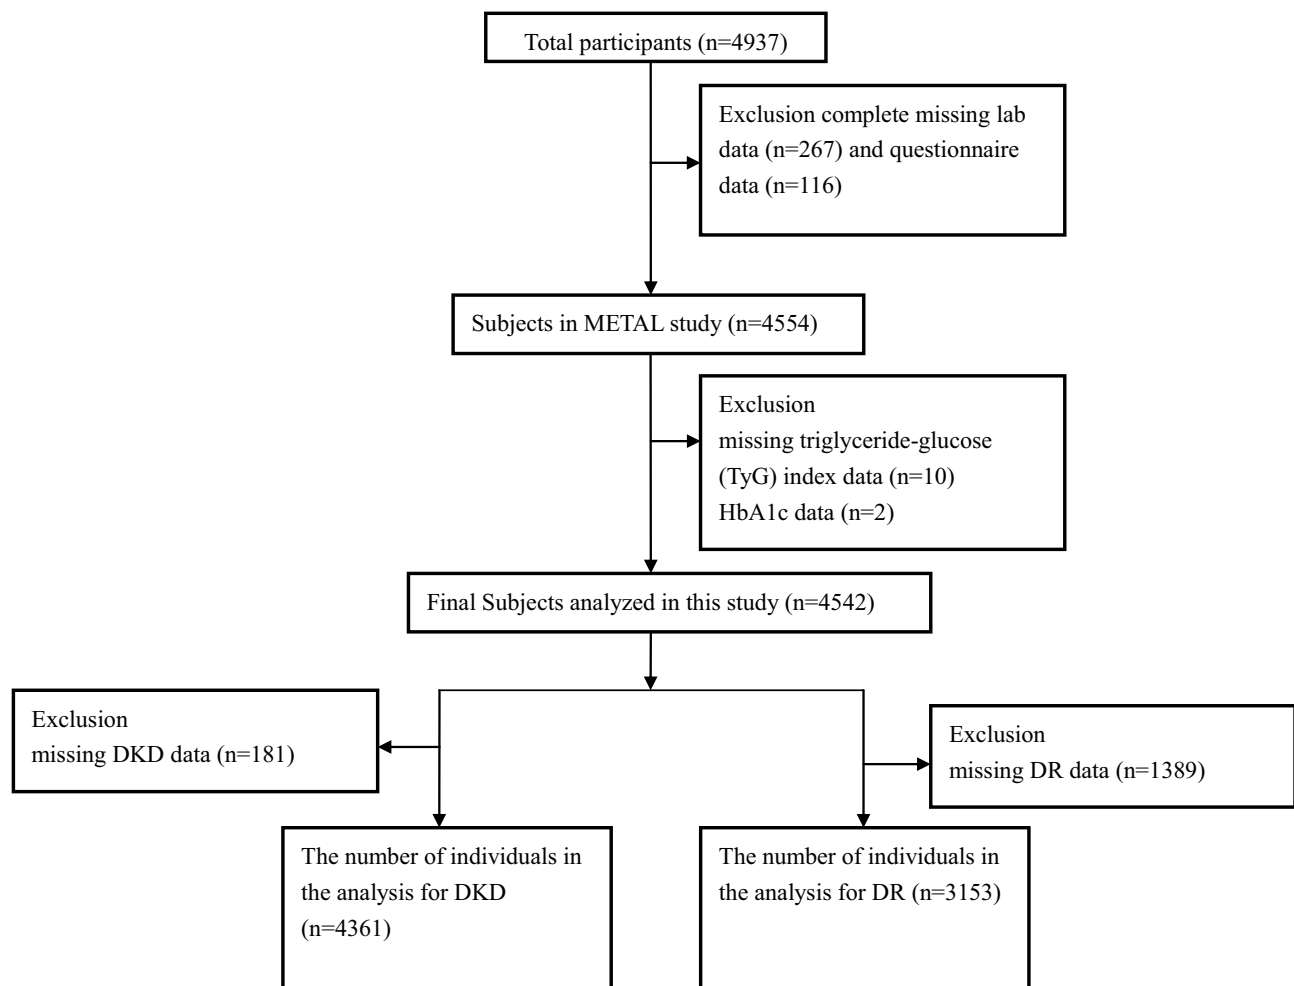 Total participants (n=4937)
Exclusion complete missing lab
data (n=267) and questionnaire
data (n=116)
Subjects in METAL study (n=4554)
Exclusion
missing triglyceride-glucose
(TyG) index data (n=10)
HbA1c data (n=2)
Final Subjects analyzed in this study (n=4542)
Exclusion
missing DKD data (n=181)
Exclusion
missing DR data (n=1389)
The number of individuals in
the analysis for DKD
(n=4361)
The number of individuals in
the analysis for DR (n=3153)